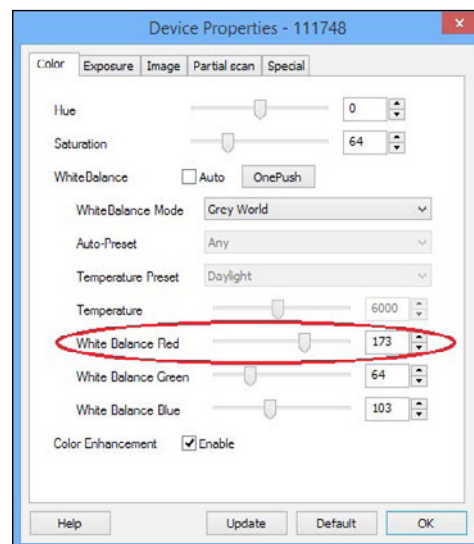 Device Properties - 111748
x
Color Exposure Image Partial scan Special
Hue 0
Saturation 64
WhiteBalance Auto OnePush
WhiteBalance Mode Grey World
Auto-Preset Any
Temperature Preset Daylight
Temperature 6000
White Balance Red 173
White Balance Green 64
White Balance Blue 103
Color Enhancement Enable
Help Update Default OK